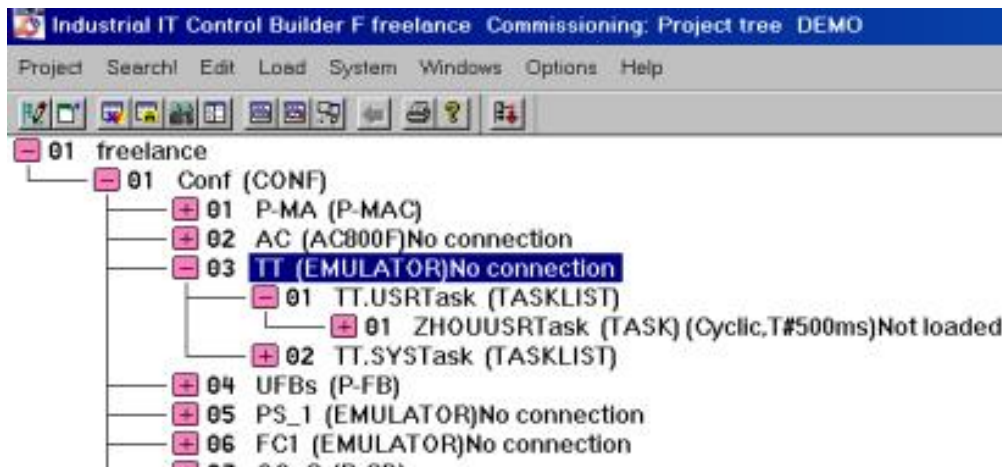 Industrial IT Control Builder F freelance Commissioning: Project tree DEMO
Project Search! Edit Load System Windows Options Help
01 freelance
01 Conf (CONF)
01 P-MA (P-MAC)
02 AC (AC800F)No connection
03 TT (EMULATOR)No connection
01 TT.USRTask (TASKLIST)
01 ZHOUUSRTask (TASK) (Cyclic,T#500ms)Not loaded
02 TT.SYSTask (TASKLIST)
04 UFBs (P-FB)
05 PS_1 (EMULATOR)No connection
06 FC1 (EMULATOR)No connection